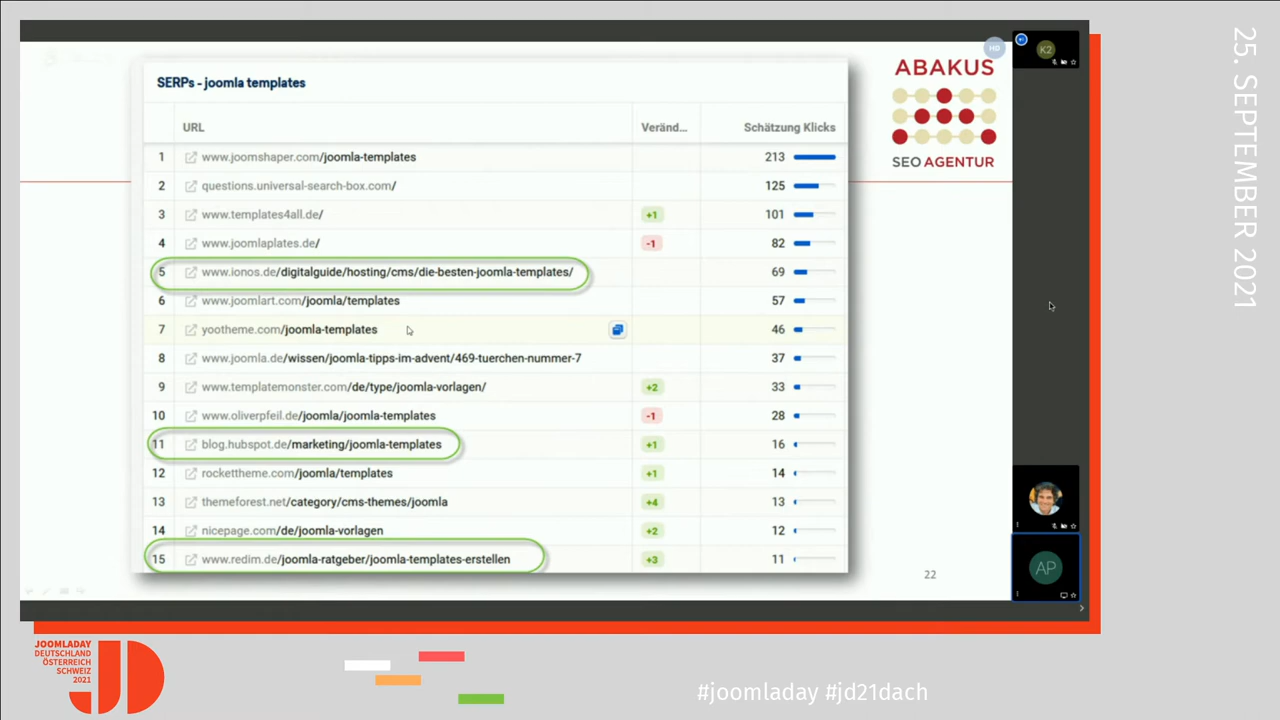 SERPs - joomla templates
URL Veränd... Schätzung Klicks
1 www.joomshaper.com/joomla-templates 213
2 questions.universal-search-box.com/ 125
3 www.templates4all.de/ +1 101
4 www.joomlaplates.de/ -1 82
5 www.ionos.de/digitalguide/hosting/cms/die-besten-joomla-templates/ 69
6 www.joomlart.com/joomla/templates 57
7 yootheme.com/joomla-templates 46
8 www.joomla.de/wissen/joomla-tipps-im-advent/469-tuerchen-nummer-7 37
9 www.templatemonster.com/de/type/joomla-vorlagen/ +2 33
10 www.oliverpfeil.de/joomla/joomla-templates -1 28
11 blog.hubspot.de/marketing/joomla-templates +1 16
12 rockettheme.com/joomla/templates +1 14
13 themeforest.net/category/cms-themes/joomla +4 13
14 nicepage.com/de/joomla-vorlagen +2 12
15 www.redim.de/joomla-ratgeber/joomla-templates-erstellen +3 11
HD
ABAKUS
SEO AGENTUR
22
K2
AP
25. SEPTEMBER 2021
JOOMLADAY
DEUTSCHLAND
ÖSTERREICH
SCHWEIZ
2021
JD
#joomladay #jd21dach